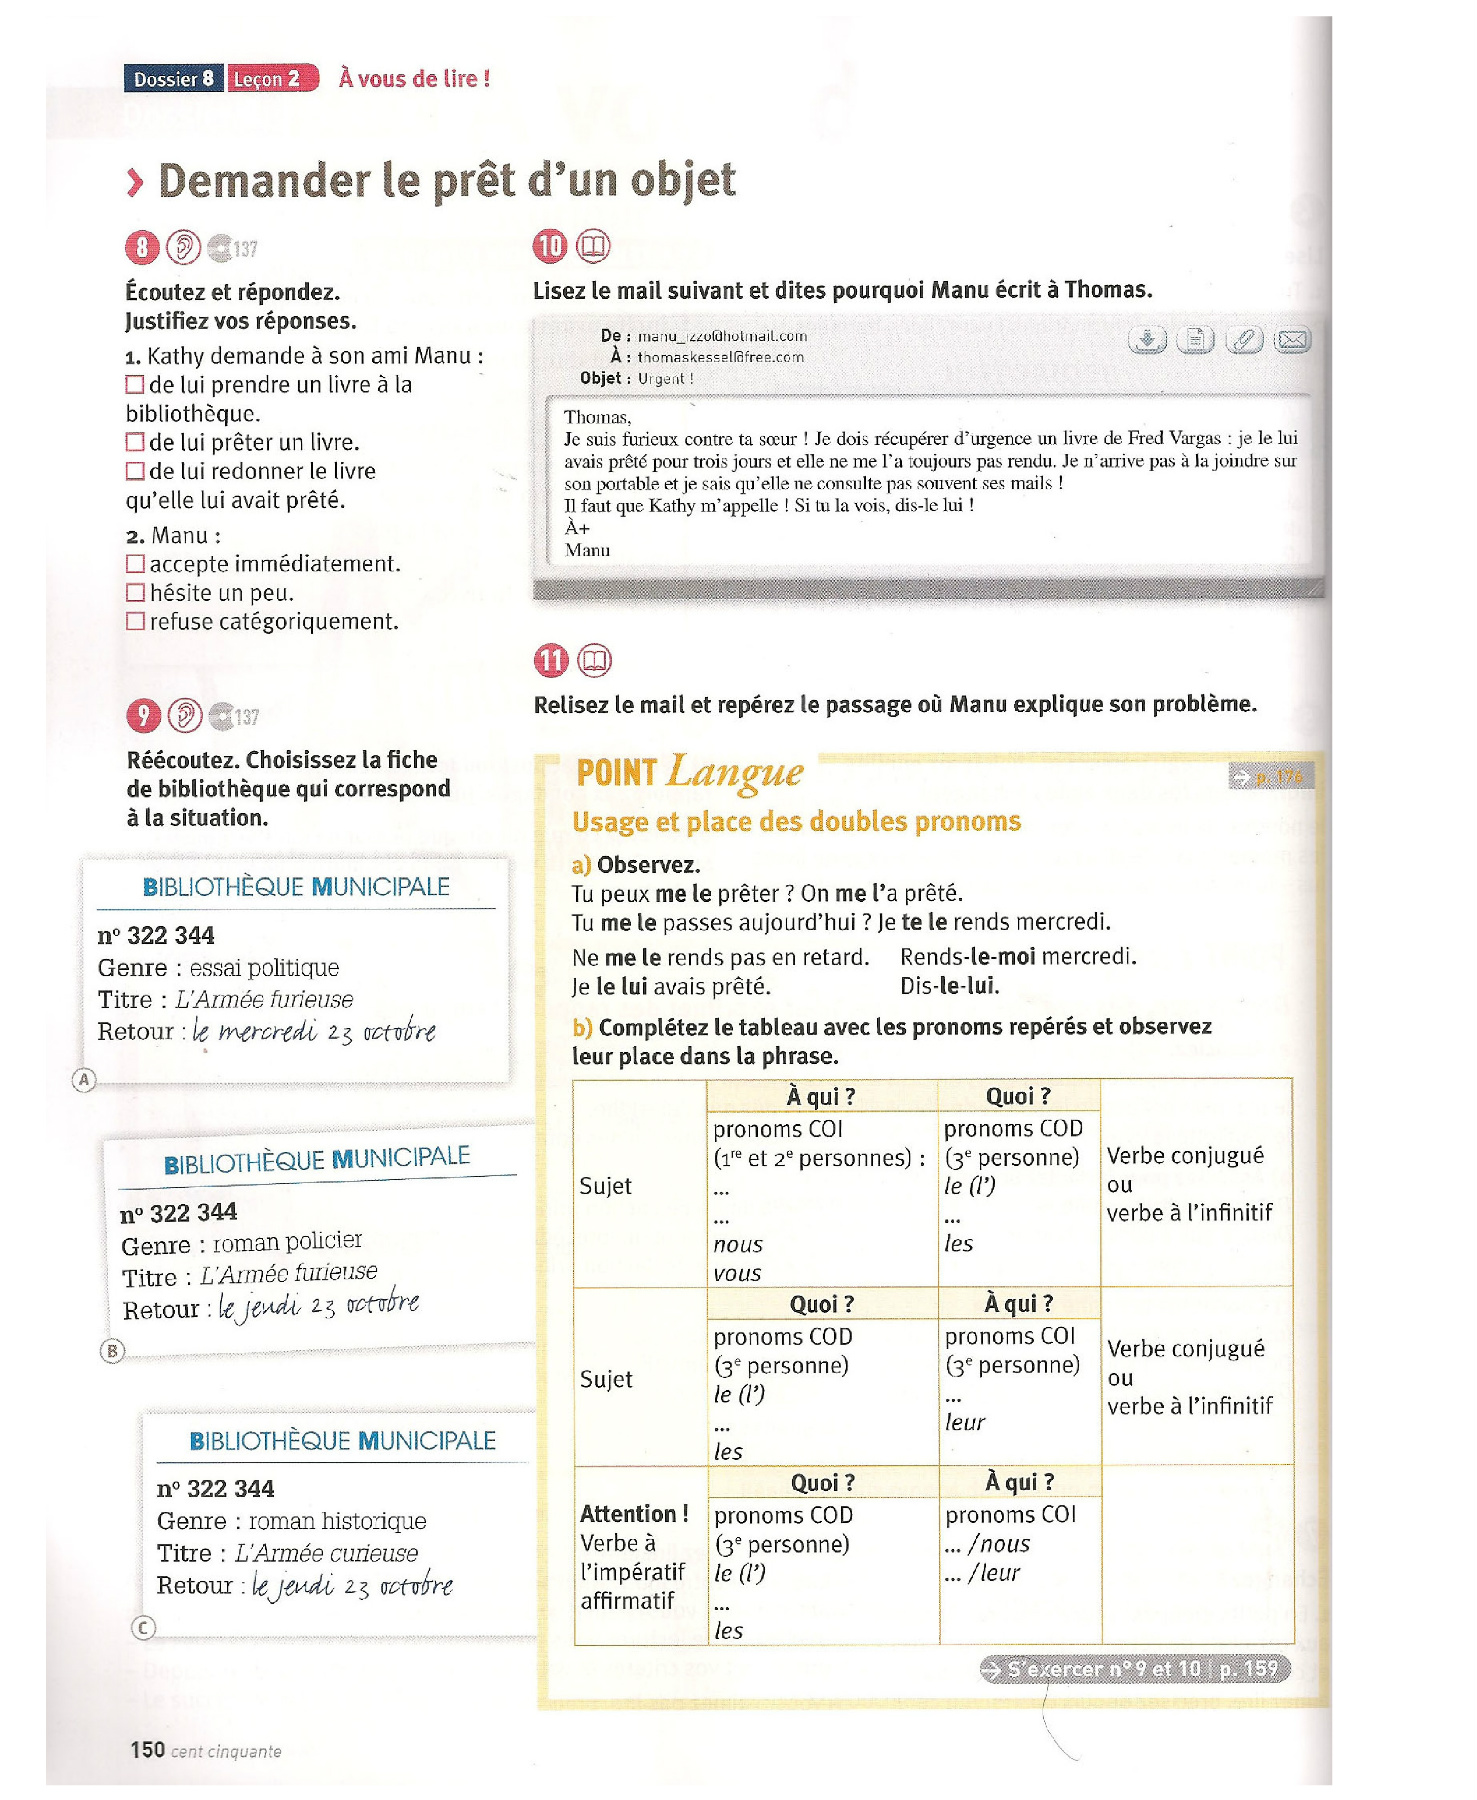 Dossier 8 Leçon 2 À vous de lire !
› Demander le prêt d'un objet
8 137
Écoutez et répondez.
Justifiez vos réponses.
1. Kathy demande à son ami Manu :
de lui prendre un livre à la
bibliothèque.
de lui prêter un livre.
de lui redonner le livre
qu'elle lui avait prêté.
2. Manu :
accepte immédiatement.
hésite un peu.
refuse catégoriquement.
9 137
Réécoutez. Choisissez la fiche
de bibliothèque qui correspond
à la situation.
BIBLIOTHÈQUE MUNICIPALE
nº 322 344
Genre : essai politique
Titre : L'Armée furieuse
Retour : le mercredi 23 octobre
A
BIBLIOTHÈQUE MUNICIPALE
nº 322 344
Genre : roman policier
Titre : L'Armée furieuse
Retour : le jeudi 23 octobre
B
BIBLIOTHÈQUE MUNICIPALE
nº 322 344
Genre : roman historique
Titre : L'Armée curieuse
Retour : le jeudi 23 octobre
C
10
Lisez le mail suivant et dites pourquoi Manu écrit à Thomas.
De : manu_izzo@hotmail.com
À : thomaskessel@free.com
Objet : Urgent !
Thomas,
Je suis furieux contre ta sœur ! Je dois récupérer d'urgence un livre de Fred Vargas : je le lui
avais prêté pour trois jours et elle ne me l'a toujours pas rendu. Je n'arrive pas à la joindre sur
son portable et je sais qu'elle ne consulte pas souvent ses mails !
Il faut que Kathy m'appelle ! Si tu la vois, dis-le lui !
À+
Manu
11
Relisez le mail et repérez le passage où Manu explique son problème.
POINT Langue
→ p. 176
Usage et place des doubles pronoms
a) Observez.
Tu peux me le prêter ? On me l'a prêté.
Tu me le passes aujourd'hui ? Je te le rends mercredi.
Ne me le rends pas en retard. Rends-le-moi mercredi.
Je le lui avais prêté. Dis-le-lui.
b) Complétez le tableau avec les pronoms repérés et observez
leur place dans la phrase.
À qui ? Quoi ?
Sujet
pronoms COI
(1re et 2e personnes) :
...
...
nous
vous
pronoms COD
(3e personne)
le (l')
...
les
Verbe conjugué
ou
verbe à l'infinitif
Quoi ? À qui ?
Sujet
pronoms COD
(3e personne)
le (l')
...
les
pronoms COI
(3e personne)
...
leur
Verbe conjugué
ou
verbe à l'infinitif
Quoi ? À qui ?
Attention !
Verbe à
l'impératif
affirmatif
pronoms COD
(3e personne)
le (l')
...
les
pronoms COI
... /nous
... /leur
→ S'exercer nº 9 et 10 | p. 159
150 cent cinquante